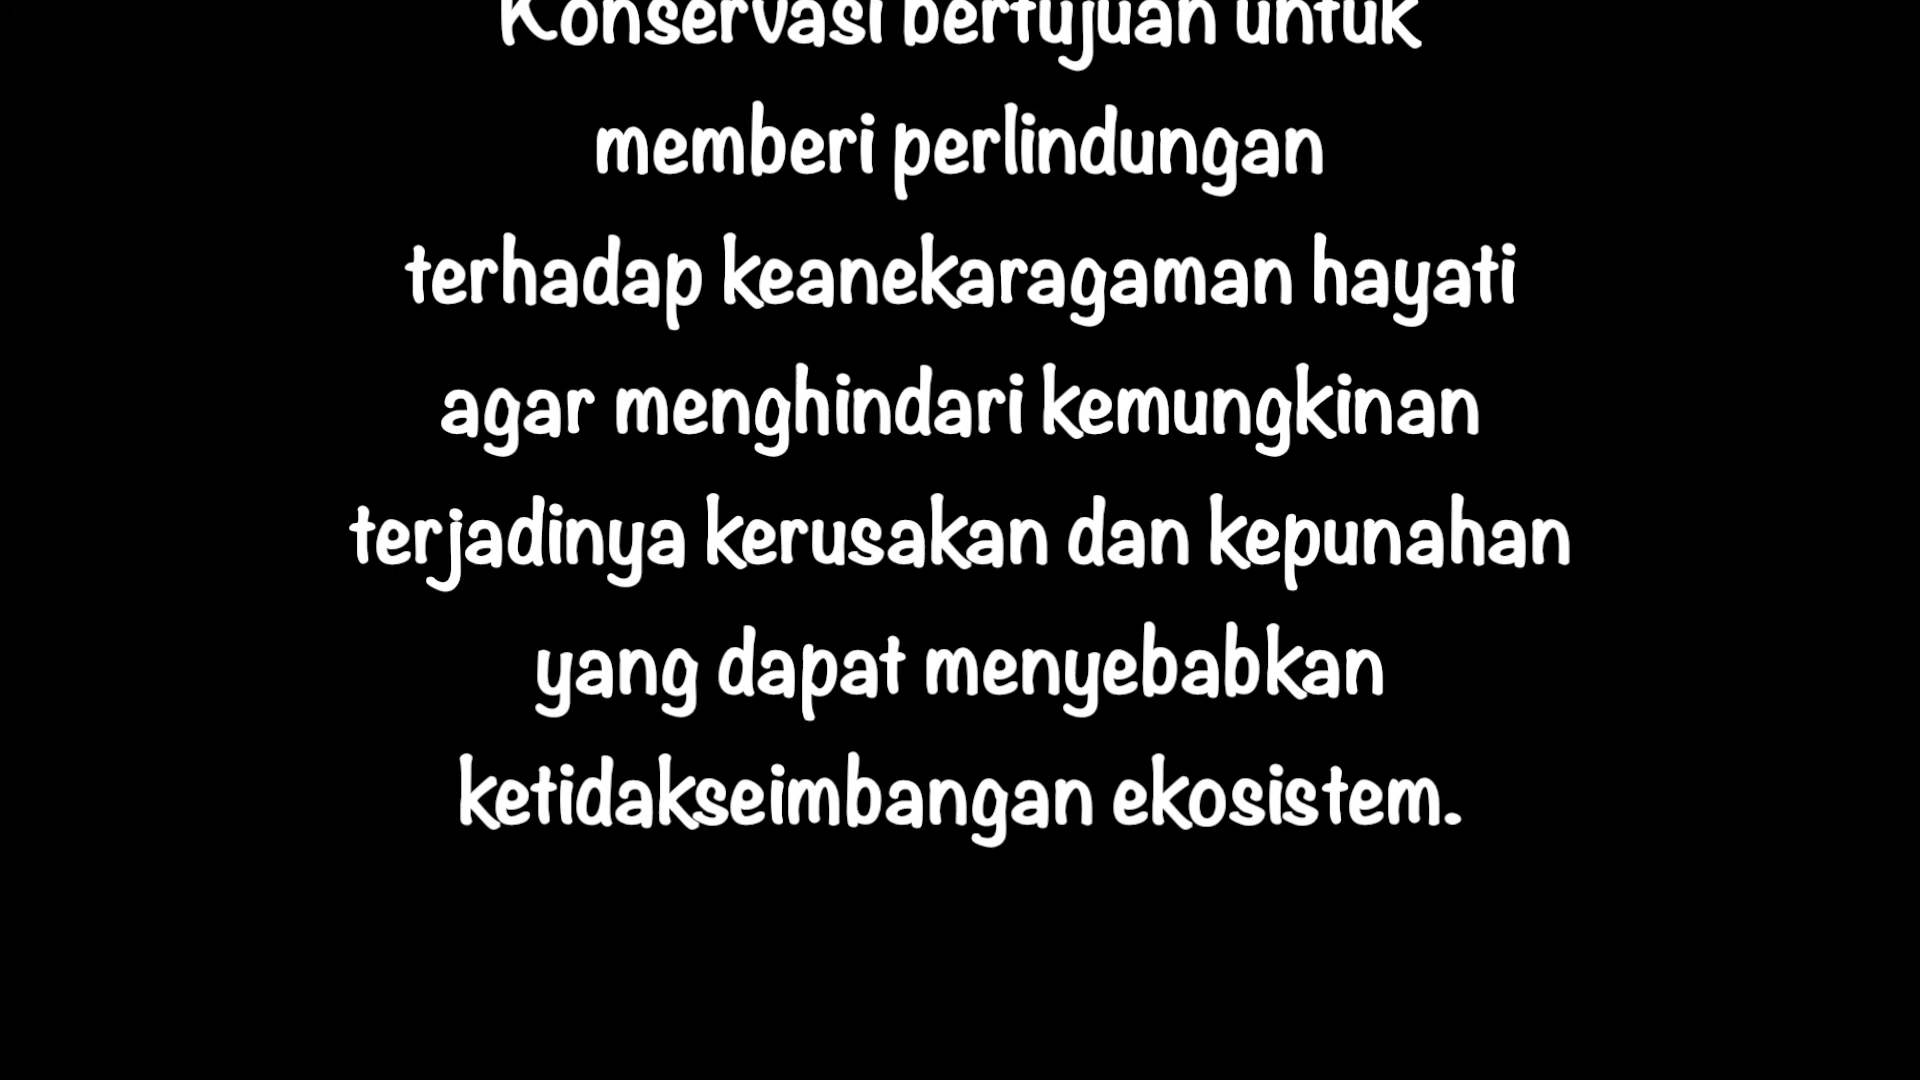 Konservasi bertujuan untuk
memberi perlindungan
terhadap keanekaragaman hayati
agar menghindari kemungkinan
terjadinya kerusakan dan kepunahan
yang dapat menyebabkan
ketidakseimbangan ekosistem.